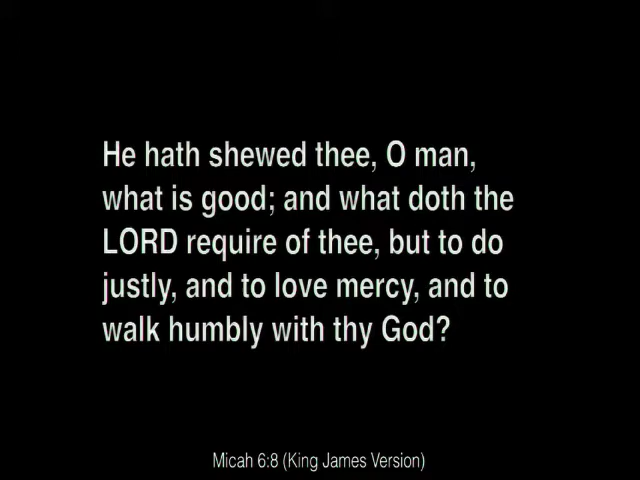 He hath shewed thee, O man,
what is good; and what doth the
LORD require of thee, but to do
justly, and to love mercy, and to
walk humbly with thy God?
Micah 6:8 (King James Version)